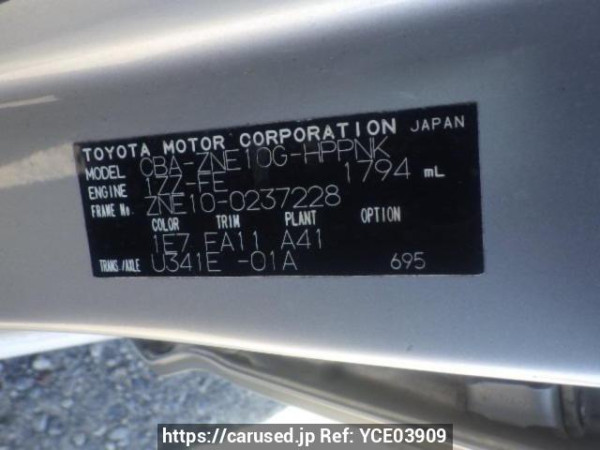 TOYOTA MOTOR CORPORATION JAPAN
MODEL CBA-ZNE10G-HPPNK
ENGINE 1ZZ-FE 1794 mL
FRAME No. ZNE10-0237228
COLOR TRIM PLANT OPTION
1E7 FA11 A41
TRANS./AXLE U341E -01A 695
https://carused.jp Ref: YCE03909